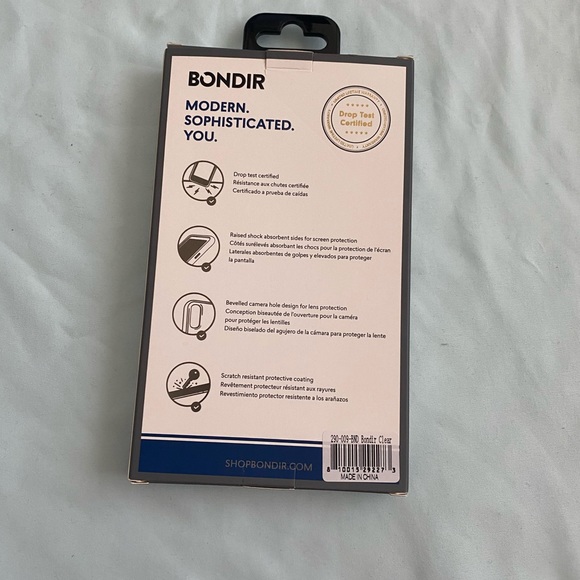 BONDIR
MODERN.
SOPHISTICATED.
YOU.
Drop Test
Certified
Drop test certified
Résistance aux chutes certifiée
Certificado a prueba de caídas
Raised shock absorbent sides for screen protection
Côtés surélevés absorbant les chocs pour la protection de l'écran
Laterales absorbentes de golpes y elevados para proteger
la pantalla
Bevelled camera hole design for lens protection
Conception biseautée de l'ouverture pour la caméra
pour protéger les lentilles
Diseño biselado del agujero de la cámara para proteger la lente
Scratch resistant protective coating
Revêtement protecteur résistant aux rayures
Revestimiento protector resistente a los arañazos
SHOPBONDIR.COM
290-009-BND Bondir Clear
8 10015 29227 3
MADE IN CHINA